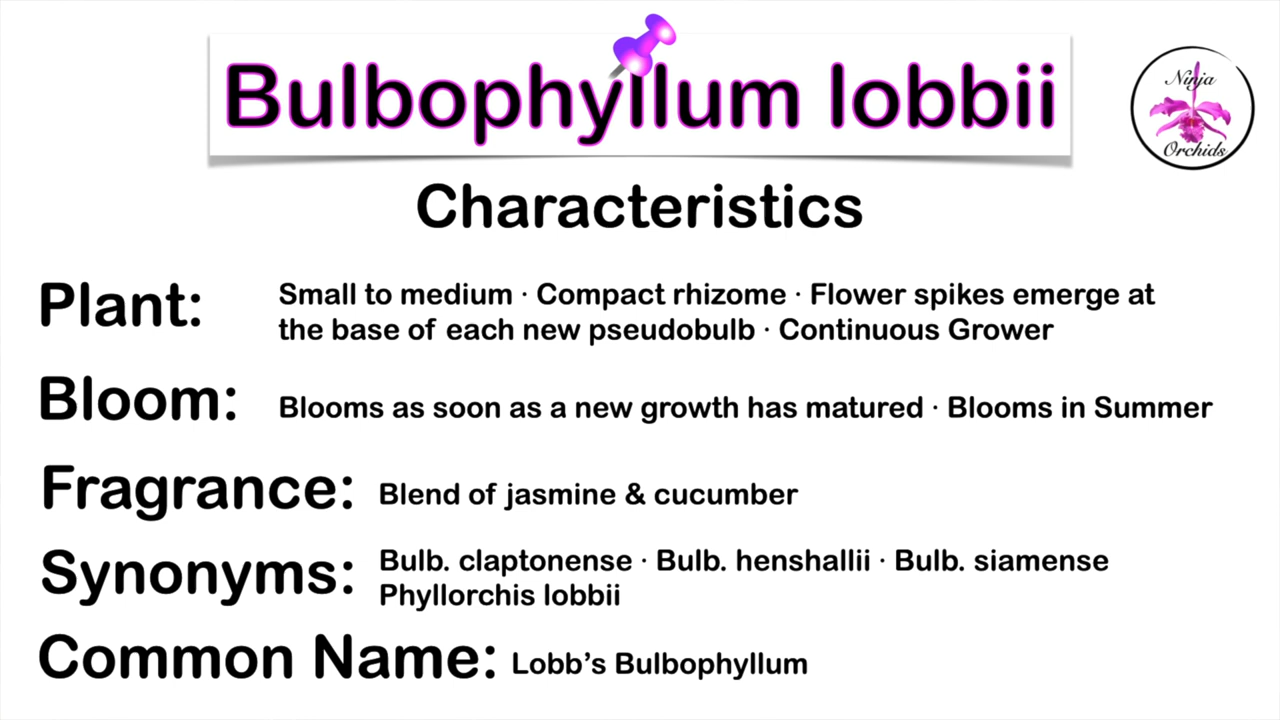 Bulbophyllum lobbii
Ninja
Orchids
Characteristics
Plant:
Small to medium · Compact rhizome · Flower spikes emerge at
the base of each new pseudobulb · Continuous Grower
Bloom:
Blooms as soon as a new growth has matured · Blooms in Summer
Fragrance:
Blend of jasmine & cucumber
Synonyms:
Bulb. claptonense · Bulb. henshallii · Bulb. siamense
Phyllorchis lobbii
Common Name:
Lobb’s Bulbophyllum